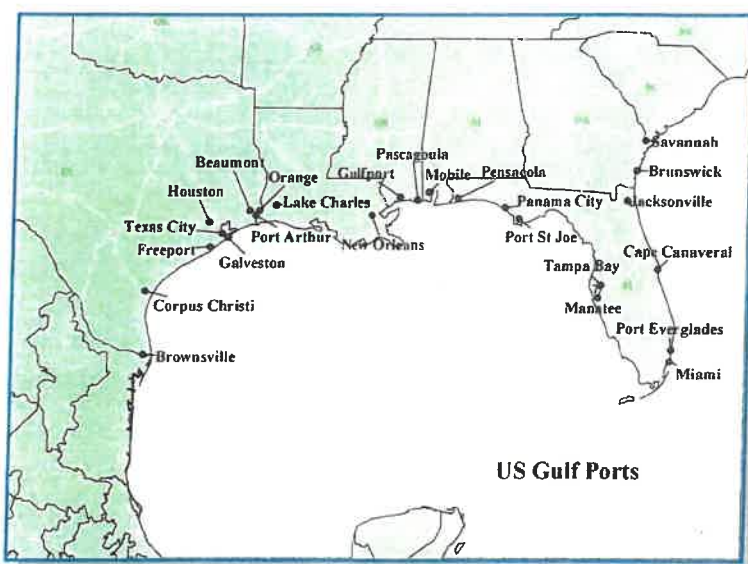 Savannah
Pascagoula
Brunswick
Beaumont
Orange
Gulfport
Mobile
Pensacola
Houston
Lake Charles
Panama City
Jacksonville
Texas City
Port Arthur
New Orleans
Port St Joe
Freeport
Galveston
Tampa Bay
Cape Canaveral
Corpus Christi
Manatee
Port Everglades
Brownsville
Miami
US Gulf Ports